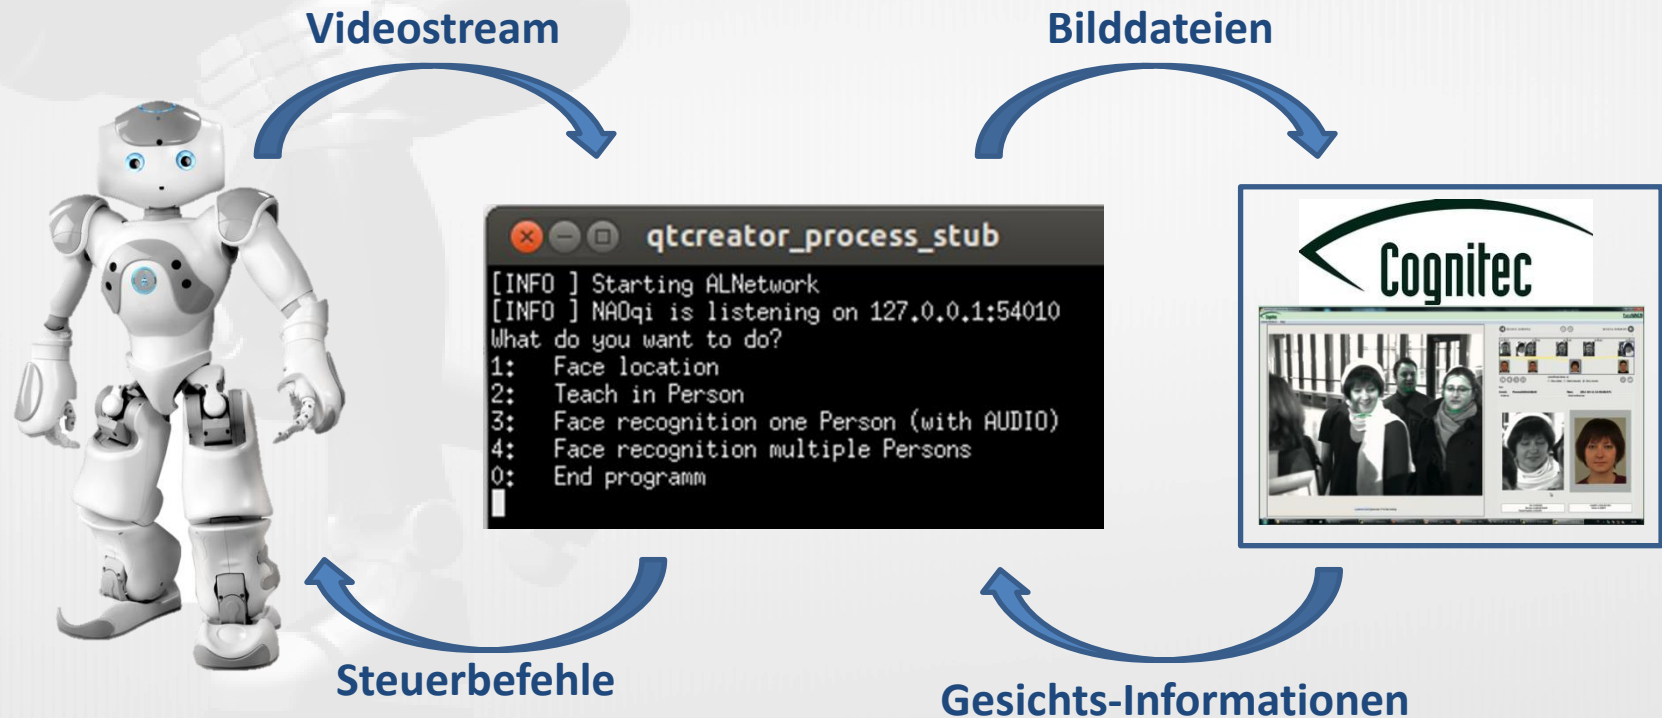 Videostream
Bilddateien
qtcreator_process_stub
[INFO ] Starting ALNetwork
[INFO ] NAOqi is listening on 127.0.0.1:54010
What do you want to do?
1: Face location
2: Teach in Person
3: Face recognition one Person (with AUDIO)
4: Face recognition multiple Persons
0: End programm
Cognitec
Steuerbefehle
Gesichts-Informationen